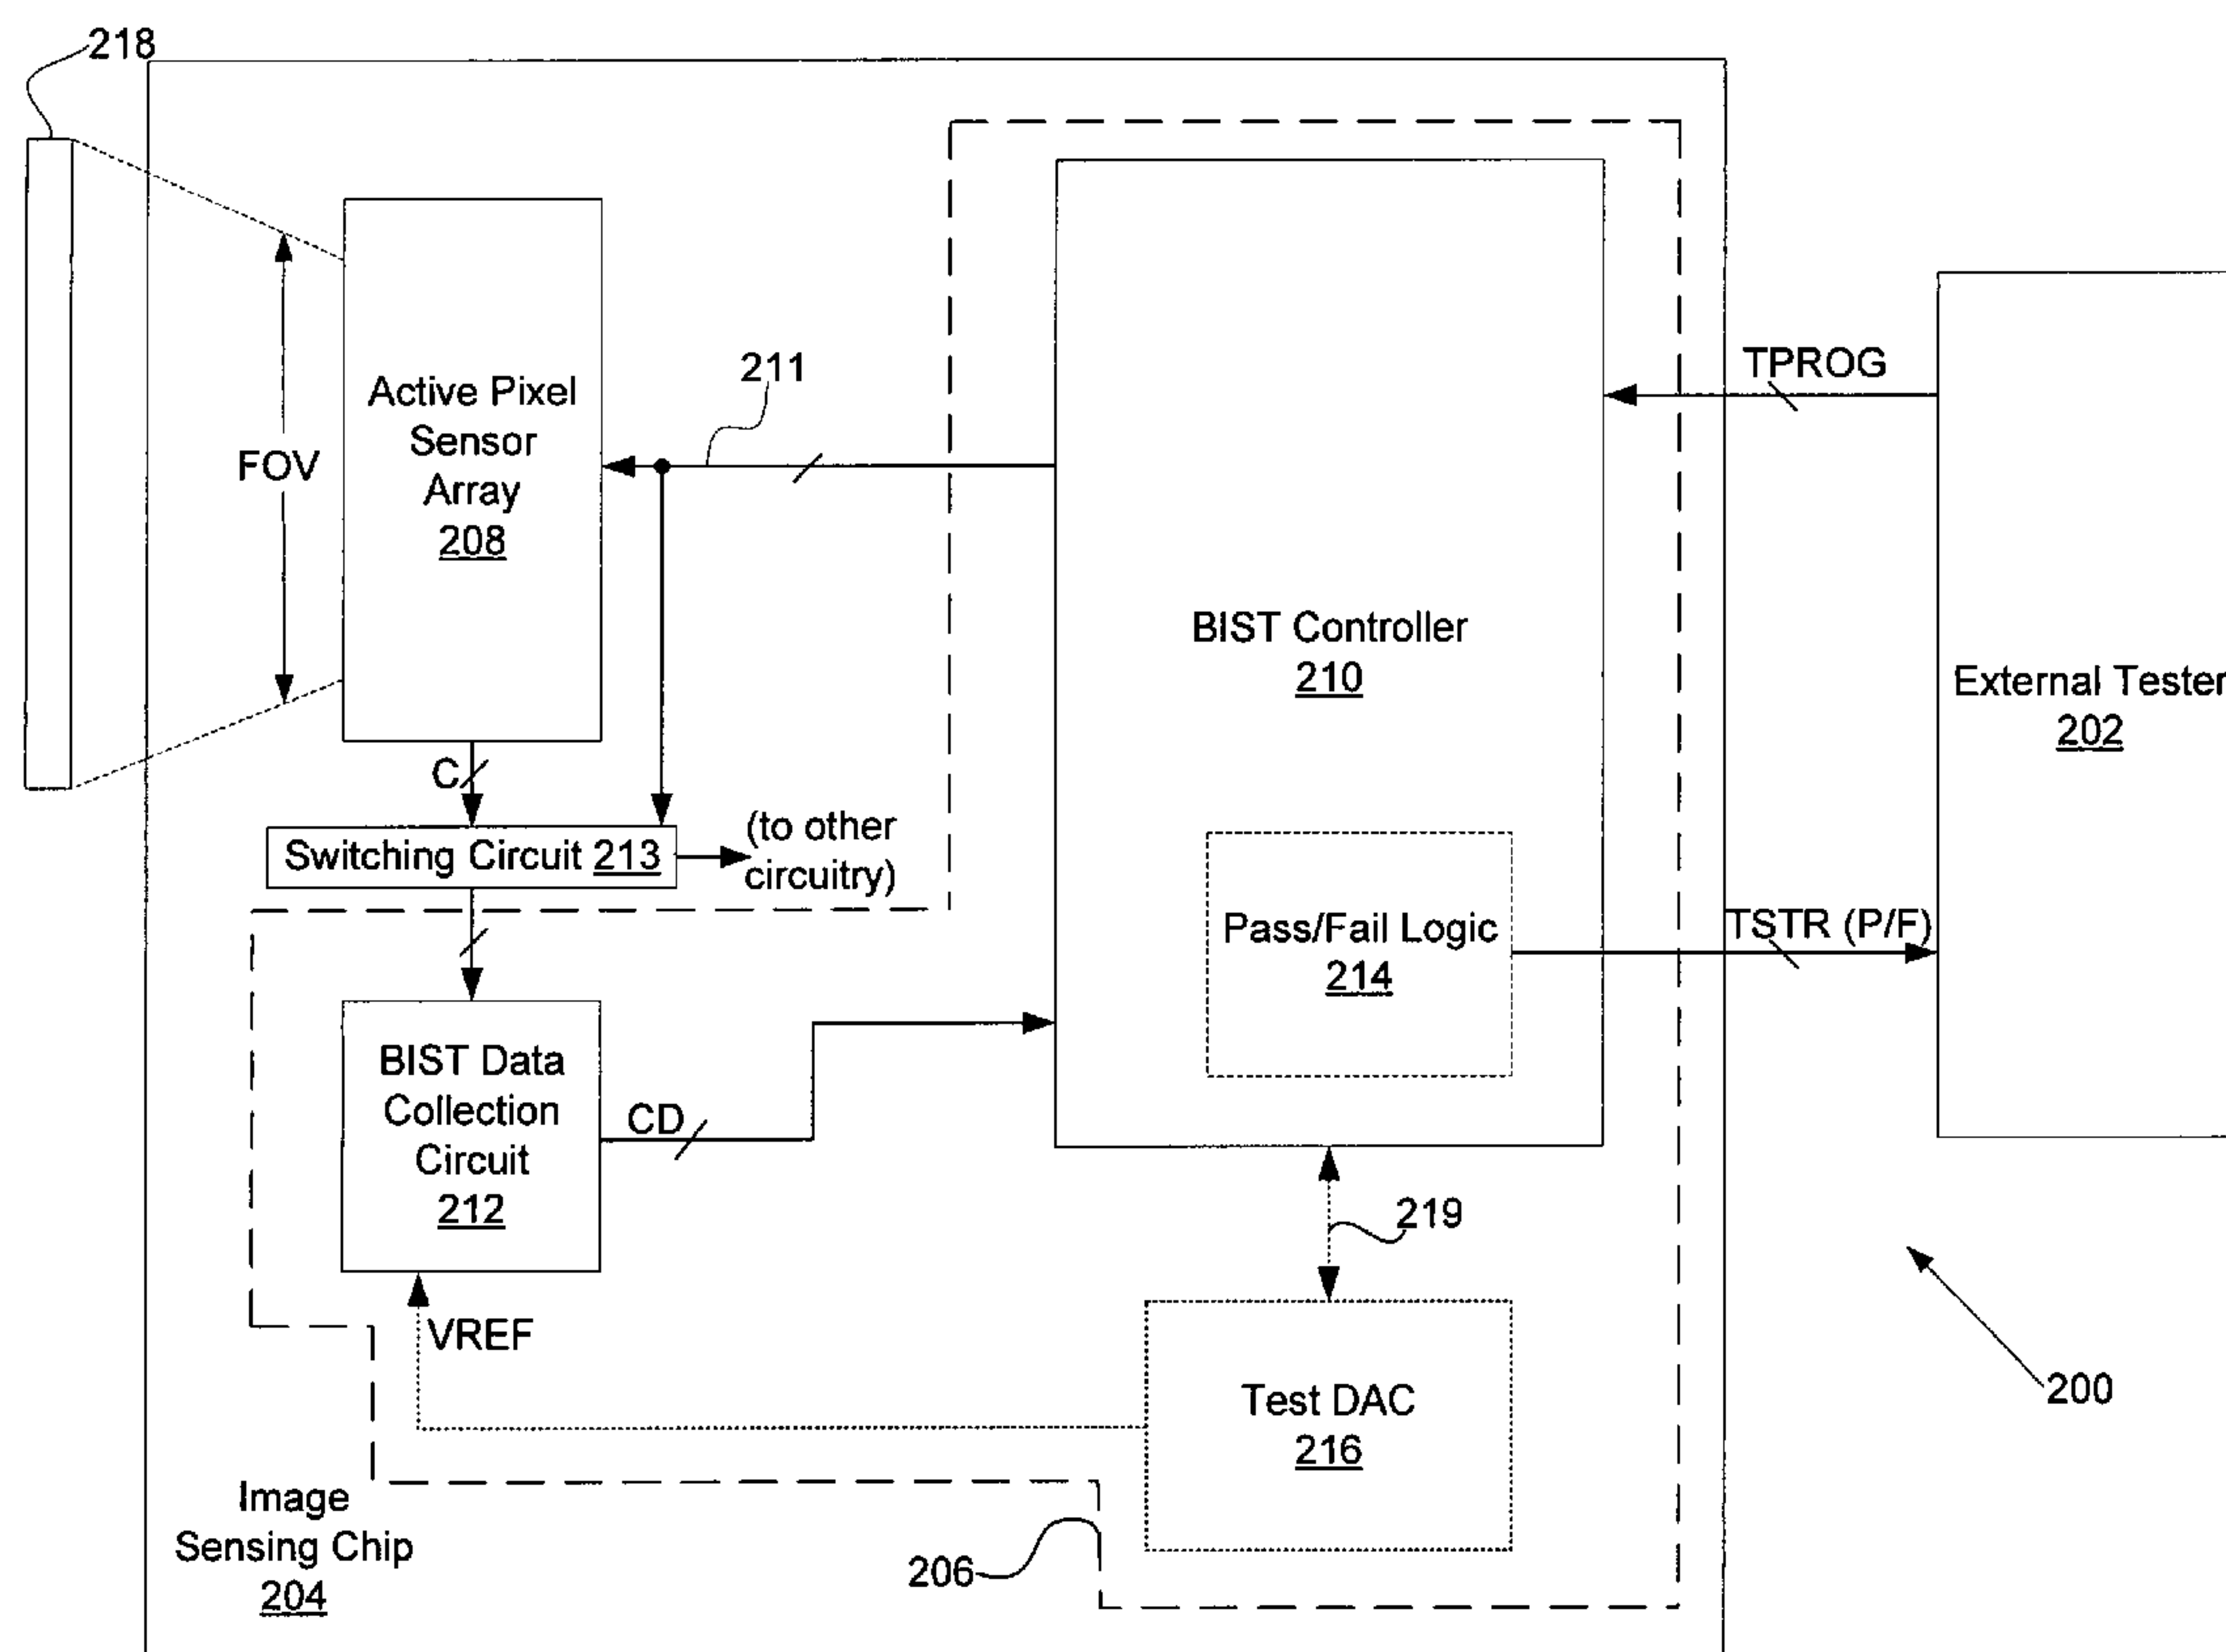 218
TPROG
211
Active Pixel
Sensor
Array
208
FOV
BIST Controller
210
External Tester
202
C
(to other
circuitry)
Switching Circuit 213
Pass/Fail Logic
214
TSTR (P/F)
BIST Data
Collection
Circuit
212
CD
219
VREF
Test DAC
216
200
Image
Sensing Chip
204
206